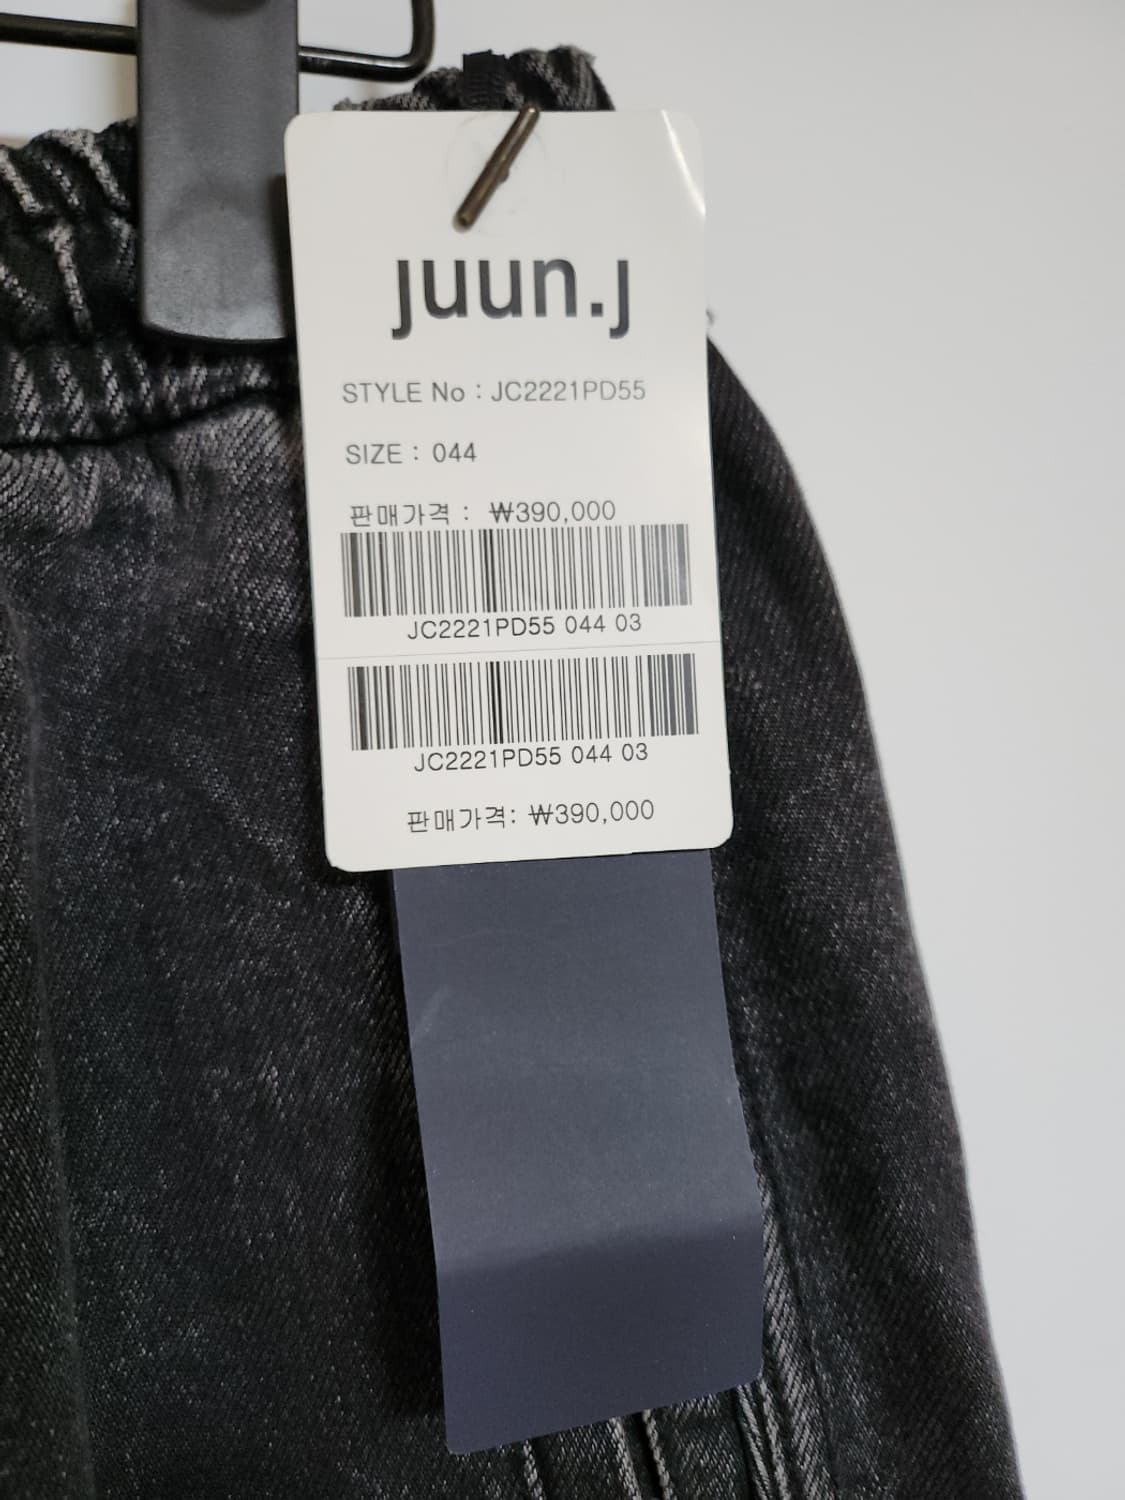 juun.j
STYLE No : JC2221PD55
SIZE : 044
판매가격 : ₩390,000
JC2221PD55 044 03
JC2221PD55 044 03
판매가격: ₩390,000